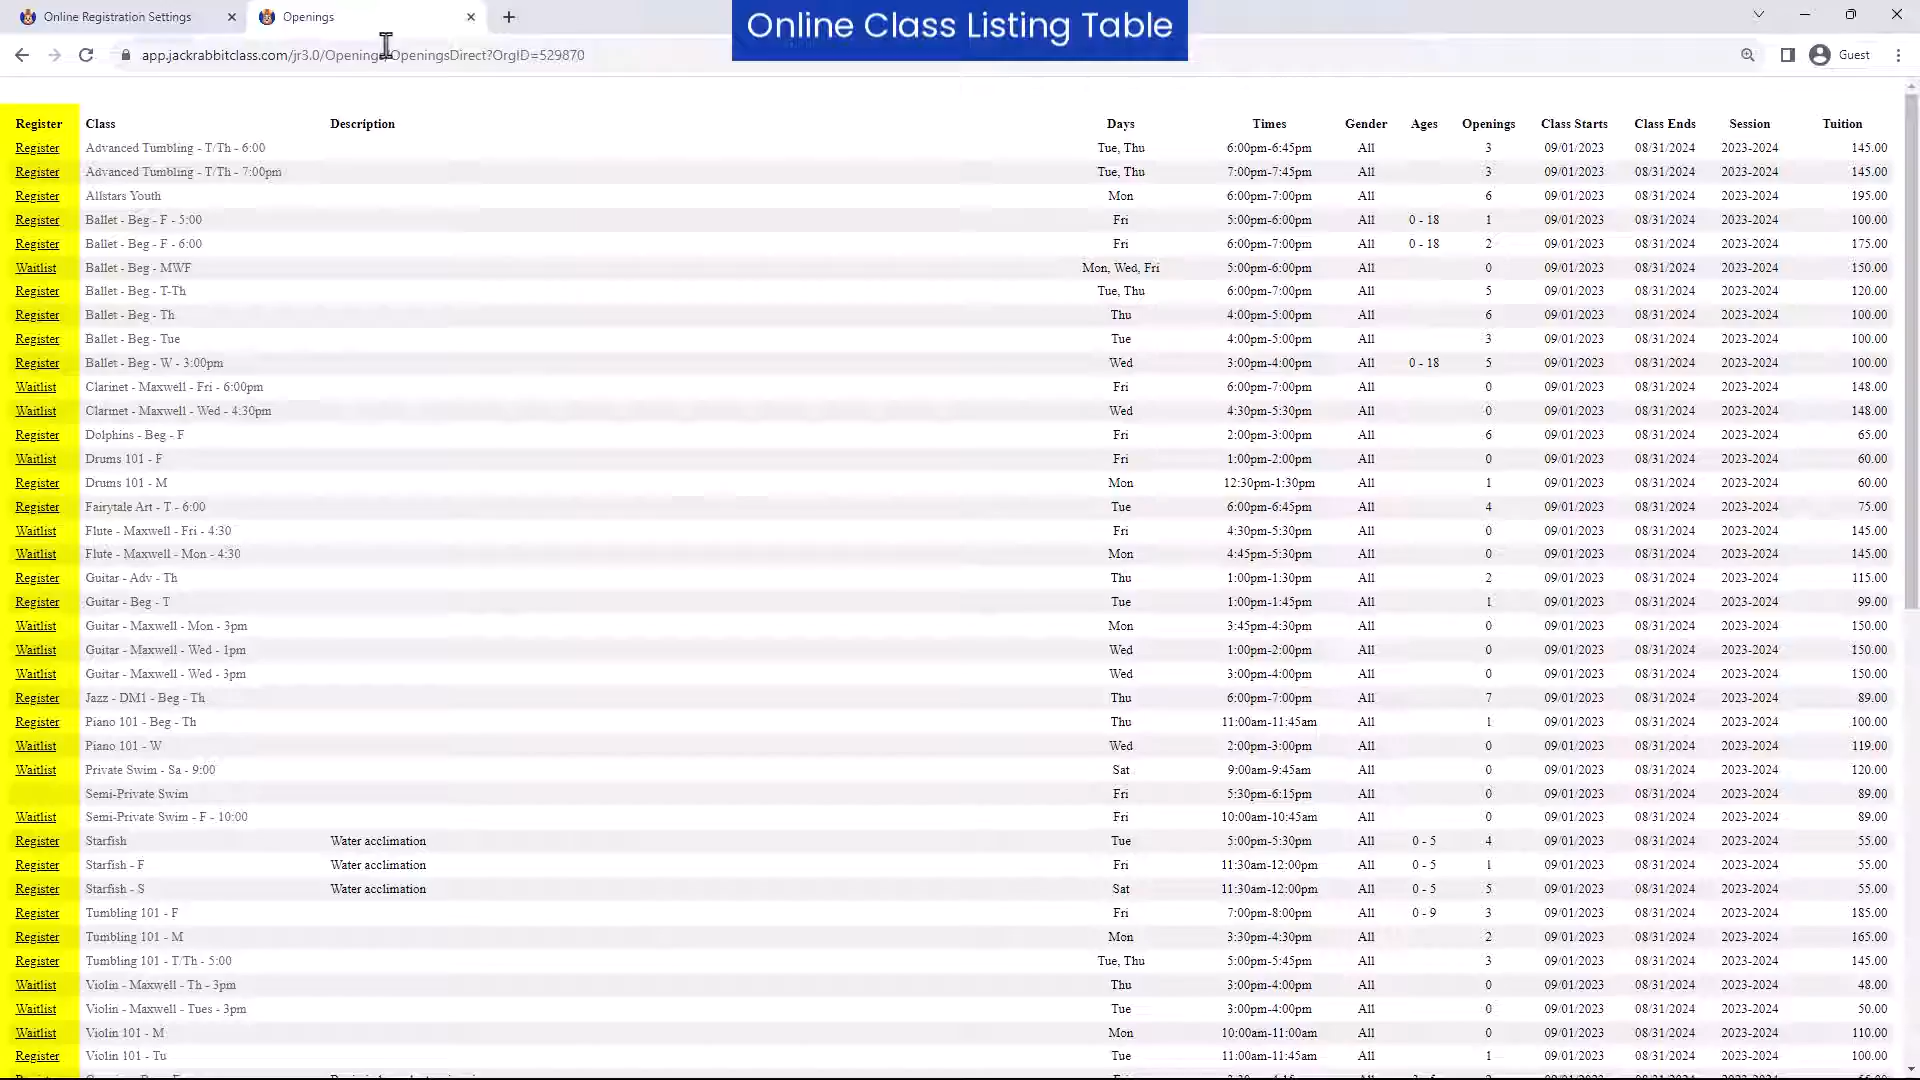 Online Registration Settings
Openings
Online Class Listing Table
app.jackrabbitclass.com/jr3.0/Openings/OpeningsDirect?OrgID=529870
Guest
Register Class Description Days Times Gender Ages Openings Class Starts Class Ends Session Tuition
Register Advanced Tumbling - T/Th - 6:00 Tue, Thu 6:00pm-6:45pm All 3 09/01/2023 08/31/2024 2023-2024 145.00
Register Advanced Tumbling - T/Th - 7:00pm Tue, Thu 7:00pm-7:45pm All 3 09/01/2023 08/31/2024 2023-2024 145.00
Register Allstars Youth Mon 6:00pm-7:00pm All 6 09/01/2023 08/31/2024 2023-2024 195.00
Register Ballet - Beg - F - 5:00 Fri 5:00pm-6:00pm All 0 - 18 1 09/01/2023 08/31/2024 2023-2024 100.00
Register Ballet - Beg - F - 6:00 Fri 6:00pm-7:00pm All 0 - 18 2 09/01/2023 08/31/2024 2023-2024 175.00
Waitlist Ballet - Beg - MWF Mon, Wed, Fri 5:00pm-6:00pm All 0 09/01/2023 08/31/2024 2023-2024 150.00
Register Ballet - Beg - T-Th Tue, Thu 6:00pm-7:00pm All 5 09/01/2023 08/31/2024 2023-2024 120.00
Register Ballet - Beg - Th Thu 4:00pm-5:00pm All 6 09/01/2023 08/31/2024 2023-2024 100.00
Register Ballet - Beg - Tue Tue 4:00pm-5:00pm All 3 09/01/2023 08/31/2024 2023-2024 100.00
Register Ballet - Beg - W - 3:00pm Wed 3:00pm-4:00pm All 0 - 18 5 09/01/2023 08/31/2024 2023-2024 100.00
Waitlist Clarinet - Maxwell - Fri - 6:00pm Fri 6:00pm-7:00pm All 0 09/01/2023 08/31/2024 2023-2024 148.00
Waitlist Clarinet - Maxwell - Wed - 4:30pm Wed 4:30pm-5:30pm All 0 09/01/2023 08/31/2024 2023-2024 148.00
Register Dolphins - Beg - F Fri 2:00pm-3:00pm All 6 09/01/2023 08/31/2024 2023-2024 65.00
Waitlist Drums 101 - F Fri 1:00pm-2:00pm All 0 09/01/2023 08/31/2024 2023-2024 60.00
Register Drums 101 - M Mon 12:30pm-1:30pm All 1 09/01/2023 08/31/2024 2023-2024 60.00
Register Fairytale Art - T - 6:00 Tue 6:00pm-6:45pm All 4 09/01/2023 08/31/2024 2023-2024 75.00
Waitlist Flute - Maxwell - Fri - 4:30 Fri 4:30pm-5:30pm All 0 09/01/2023 08/31/2024 2023-2024 145.00
Waitlist Flute - Maxwell - Mon - 4:30 Mon 4:45pm-5:30pm All 0 09/01/2023 08/31/2024 2023-2024 145.00
Register Guitar - Adv - Th Thu 1:00pm-1:30pm All 2 09/01/2023 08/31/2024 2023-2024 115.00
Register Guitar - Beg - T Tue 1:00pm-1:45pm All 1 09/01/2023 08/31/2024 2023-2024 99.00
Waitlist Guitar - Maxwell - Mon - 3pm Mon 3:45pm-4:30pm All 0 09/01/2023 08/31/2024 2023-2024 150.00
Waitlist Guitar - Maxwell - Wed - 1pm Wed 1:00pm-2:00pm All 0 09/01/2023 08/31/2024 2023-2024 150.00
Waitlist Guitar - Maxwell - Wed - 3pm Wed 3:00pm-4:00pm All 0 09/01/2023 08/31/2024 2023-2024 150.00
Register Jazz - DM1 - Beg - Th Thu 6:00pm-7:00pm All 7 09/01/2023 08/31/2024 2023-2024 89.00
Register Piano 101 - Beg - Th Thu 11:00am-11:45am All 1 09/01/2023 08/31/2024 2023-2024 100.00
Waitlist Piano 101 - W Wed 2:00pm-3:00pm All 0 09/01/2023 08/31/2024 2023-2024 119.00
Waitlist Private Swim - Sa - 9:00 Sat 9:00am-9:45am All 0 09/01/2023 08/31/2024 2023-2024 120.00
Semi-Private Swim Fri 5:30pm-6:15pm All 0 09/01/2023 08/31/2024 2023-2024 89.00
Waitlist Semi-Private Swim - F - 10:00 Fri 10:00am-10:45am All 0 09/01/2023 08/31/2024 2023-2024 89.00
Register Starfish Water acclimation Tue 5:00pm-5:30pm All 0 - 5 4 09/01/2023 08/31/2024 2023-2024 55.00
Register Starfish - F Water acclimation Fri 11:30am-12:00pm All 0 - 5 1 09/01/2023 08/31/2024 2023-2024 55.00
Register Starfish - S Water acclimation Sat 11:30am-12:00pm All 0 - 5 5 09/01/2023 08/31/2024 2023-2024 55.00
Register Tumbling 101 - F Fri 7:00pm-8:00pm All 0 - 9 3 09/01/2023 08/31/2024 2023-2024 185.00
Register Tumbling 101 - M Mon 3:30pm-4:30pm All 2 09/01/2023 08/31/2024 2023-2024 165.00
Register Tumbling 101 - T/Th - 5:00 Tue, Thu 5:00pm-5:45pm All 3 09/01/2023 08/31/2024 2023-2024 145.00
Waitlist Violin - Maxwell - Th - 3pm Thu 3:00pm-4:00pm All 0 09/01/2023 08/31/2024 2023-2024 48.00
Waitlist Violin - Maxwell - Tues - 3pm Tue 3:00pm-4:00pm All 0 09/01/2023 08/31/2024 2023-2024 50.00
Waitlist Violin 101 - M Mon 10:00am-11:00am All 0 09/01/2023 08/31/2024 2023-2024 110.00
Register Violin 101 - Tu Tue 11:00am-11:45am All 1 09/01/2023 08/31/2024 2023-2024 100.00